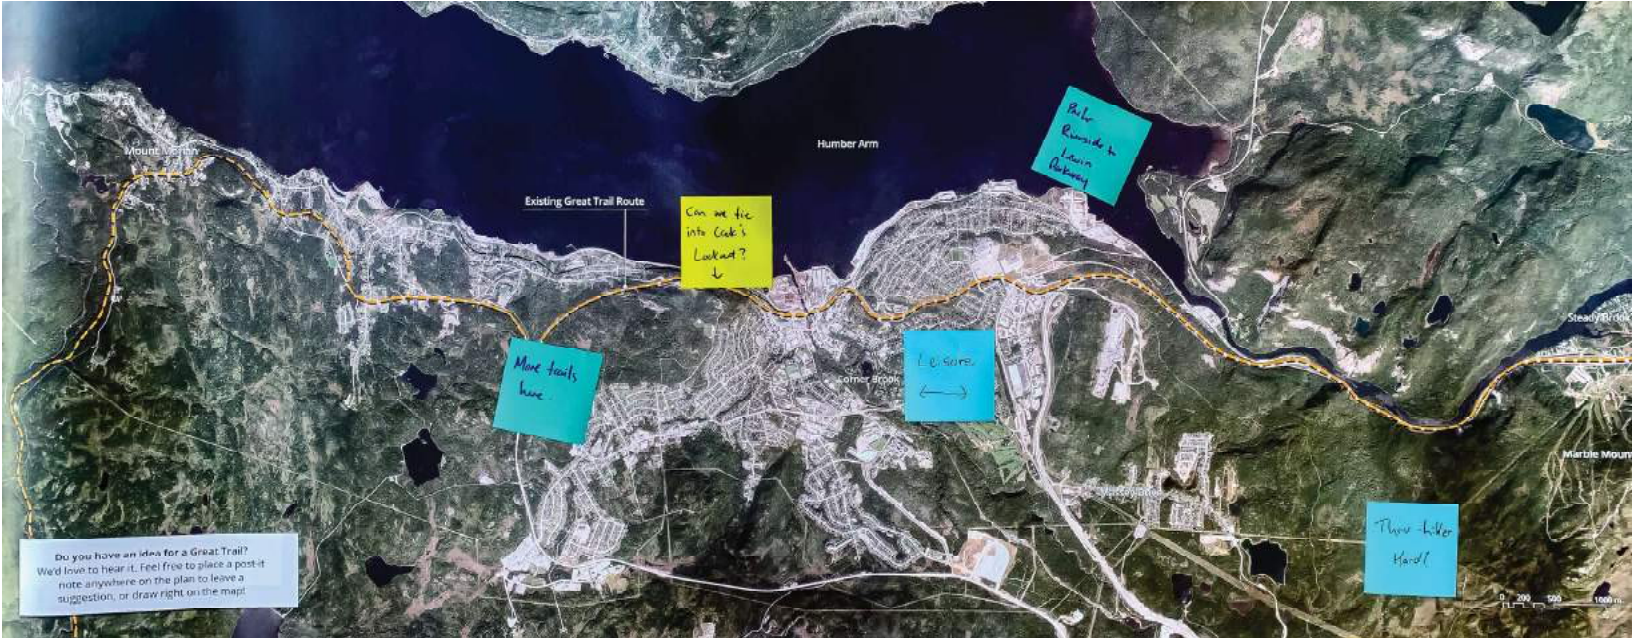 Mount Moriah
Humber Arm
Existing Great Trail Route
Can we tie
into Cook's
Lookout?
↓
Riverside to
Lewin
Parkway
More trails
here.
Leisure
Corner Brook
Steady Brook
Marble Moun
Thru-hiker
Hard?
Do you have an idea for a Great Trail?
We'd love to hear it. Feel free to place a post-it
note anywhere on the plan to leave a
suggestion, or draw right on the map!
0 200 500 1000 m